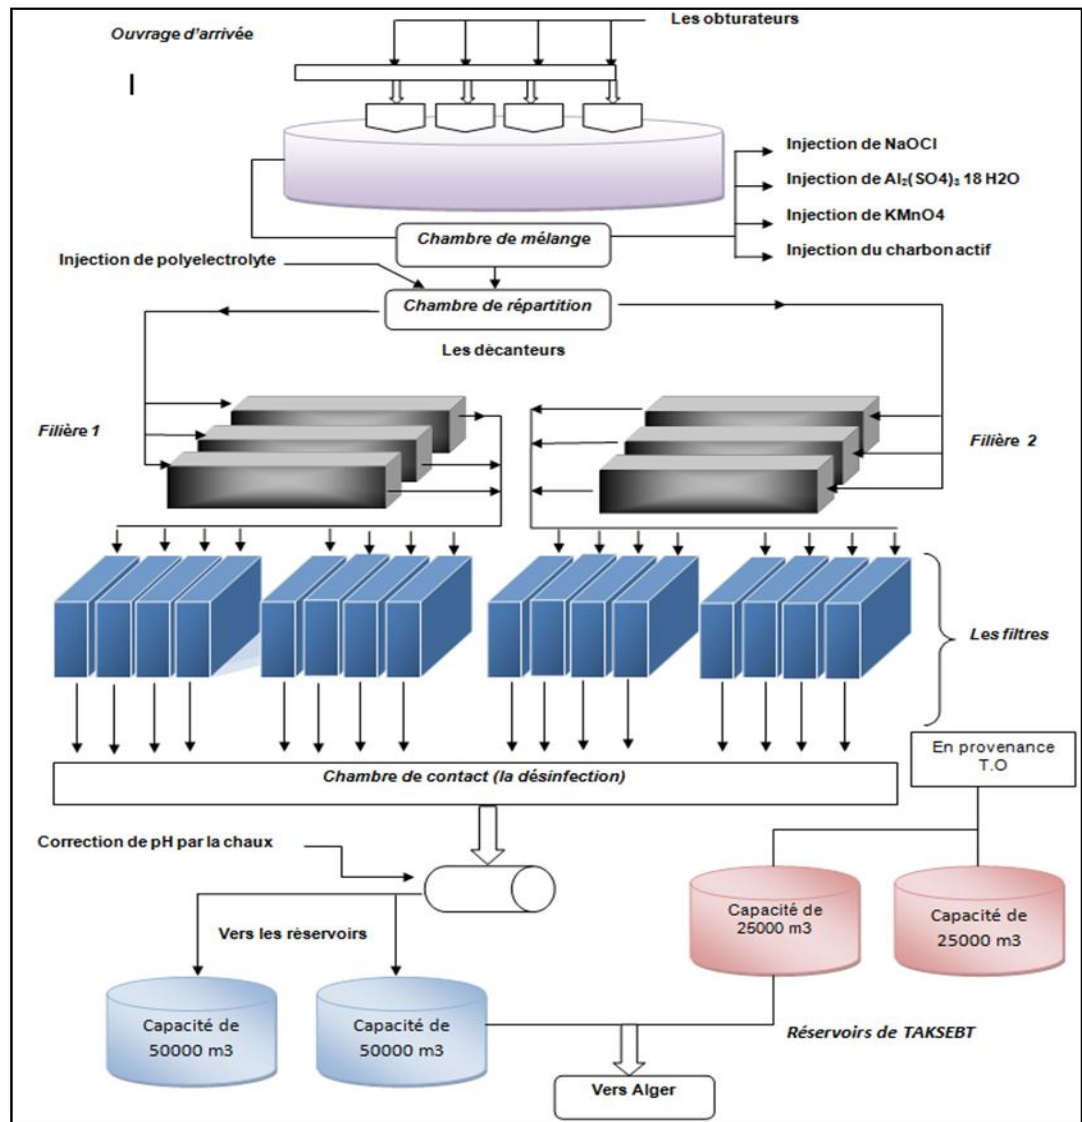 Les obturateurs
Ouvrage d'arrivée
Injection de NaOCl
Injection de Al₂(SO4)₃ 18 H2O
Injection de KMnO4
Injection du charbon actif
Chambre de mélange
Injection de polyelectrolyte
Chambre de répartition
Les dècanteurs
Filière 1
Filière 2
Les filtres
En provenance
T.O
Chambre de contact (la désinfection)
Correction de pH par la chaux
Capacité de
25000 m3
Capacité de
25000 m3
Vers les rèservoirs
Capacité de
50000 m3
Capacité de
50000 m3
Réservoirs de TAKSEBT
Vers Alger